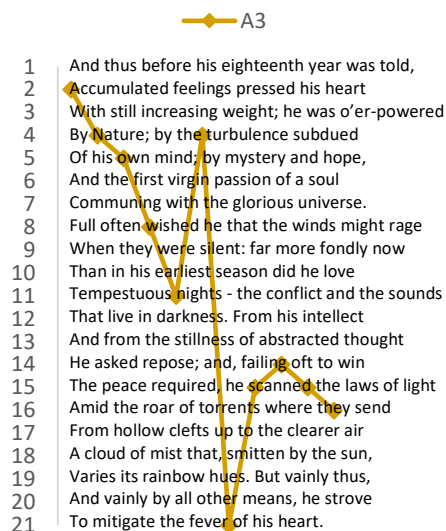 A3
1 And thus before his eighteenth year was told,
2 Accumulated feelings pressed his heart
3 With still increasing weight; he was o'er-powered
4 By Nature; by the turbulence subdued
5 Of his own mind; by mystery and hope,
6 And the first virgin passion of a soul
7 Communing with the glorious universe.
8 Full often wished he that the winds might rage
9 When they were silent: far more fondly now
10 Than in his earliest season did he love
11 Tempestuous nights - the conflict and the sounds
12 That live in darkness. From his intellect
13 And from the stillness of abstracted thought
14 He asked repose; and, failing oft to win
15 The peace required, he scanned the laws of light
16 Amid the roar of torrents where they send
17 From hollow clefts up to the clearer air
18 A cloud of mist that, smitten by the sun,
19 Varies its rainbow hues. But vainly thus,
20 And vainly by all other means, he strove
21 To mitigate the fever of his heart.